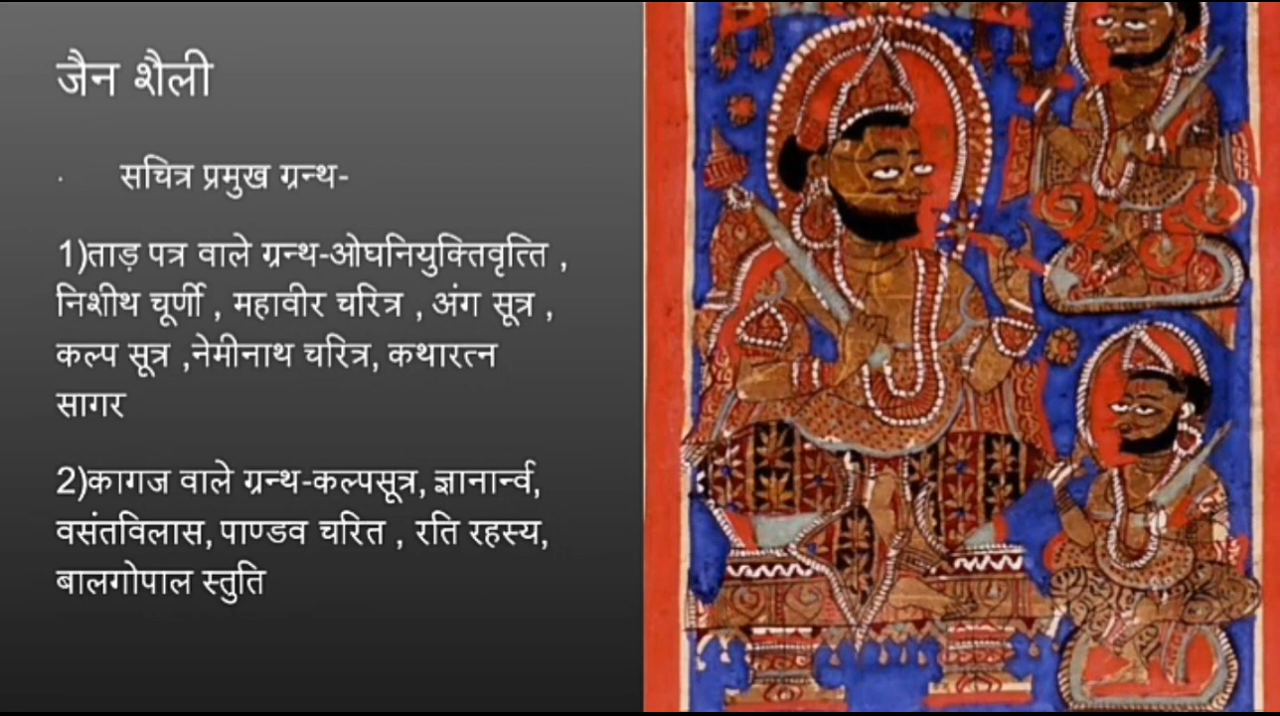 जैन शैली
· सचित्र प्रमुख ग्रन्थ-
1)ताड़ पत्र वाले ग्रन्थ-ओघनियुक्तिवृत्ति ,
निशीथ चूर्णी , महावीर चरित्र , अंग सूत्र ,
कल्प सूत्र ,नेमीनाथ चरित्र, कथारत्न
सागर
2)कागज वाले ग्रन्थ-कल्पसूत्र, ज्ञानार्न्व,
वसंतविलास, पाण्डव चरित , रति रहस्य,
बालगोपाल स्तुति